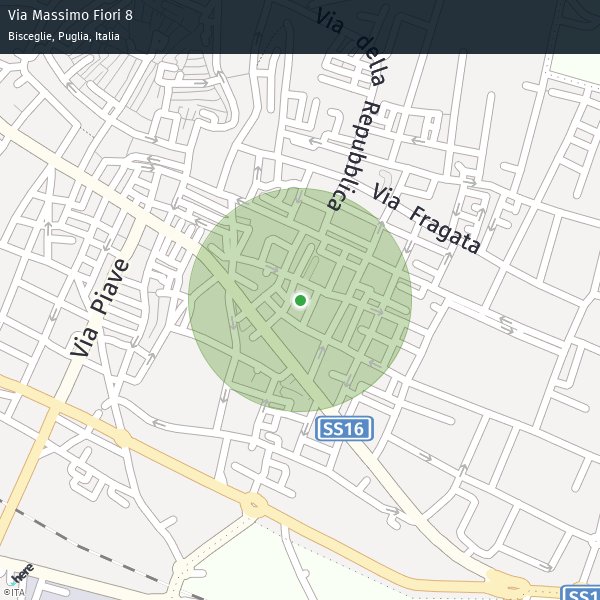 Via Massimo Fiori 8
Bisceglie, Puglia, Italia
Via della Repubblica
Via Fragata
Via Piave
SS16
SS1
here
©ITA